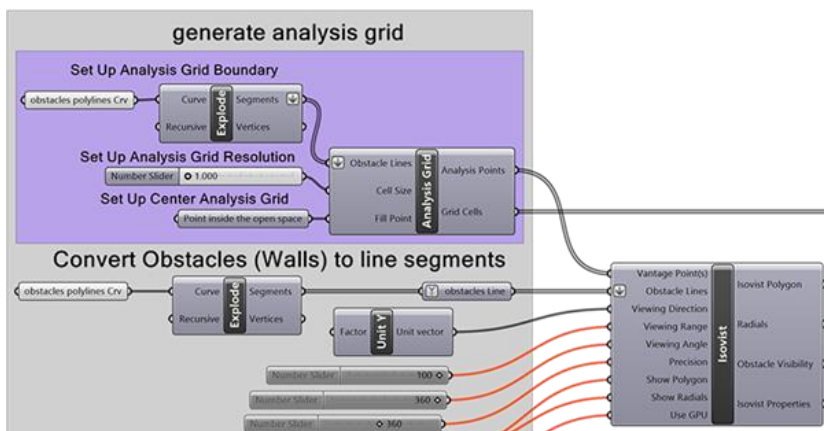 generate analysis grid
Set Up Analysis Grid Boundary
obstacles polylines Crv
Curve
Recursive
Explode
Segments
Vertices
Set Up Analysis Grid Resolution
Number Slider 1.000
Set Up Center Analysis Grid
Point inside the open space
Obstacle Lines
Cell Size
Fill Point
Analysis Grid
Analysis Points
Grid Cells
Convert Obstacles (Walls) to line segments
obstacles polylines Crv
Curve
Recursive
Explode
Segments
Vertices
obstacles Line
Factor
Unit Y
Unit vector
Number Slider 100
Number Slider 360
Number Slider 360
Vantage Point(s)
Obstacle Lines
Viewing Direction
Viewing Range
Viewing Angle
Precision
Show Polygon
Show Radials
Use GPU
Isovist
Isovist Polygon
Radials
Obstacle Visibility
Isovist Properties